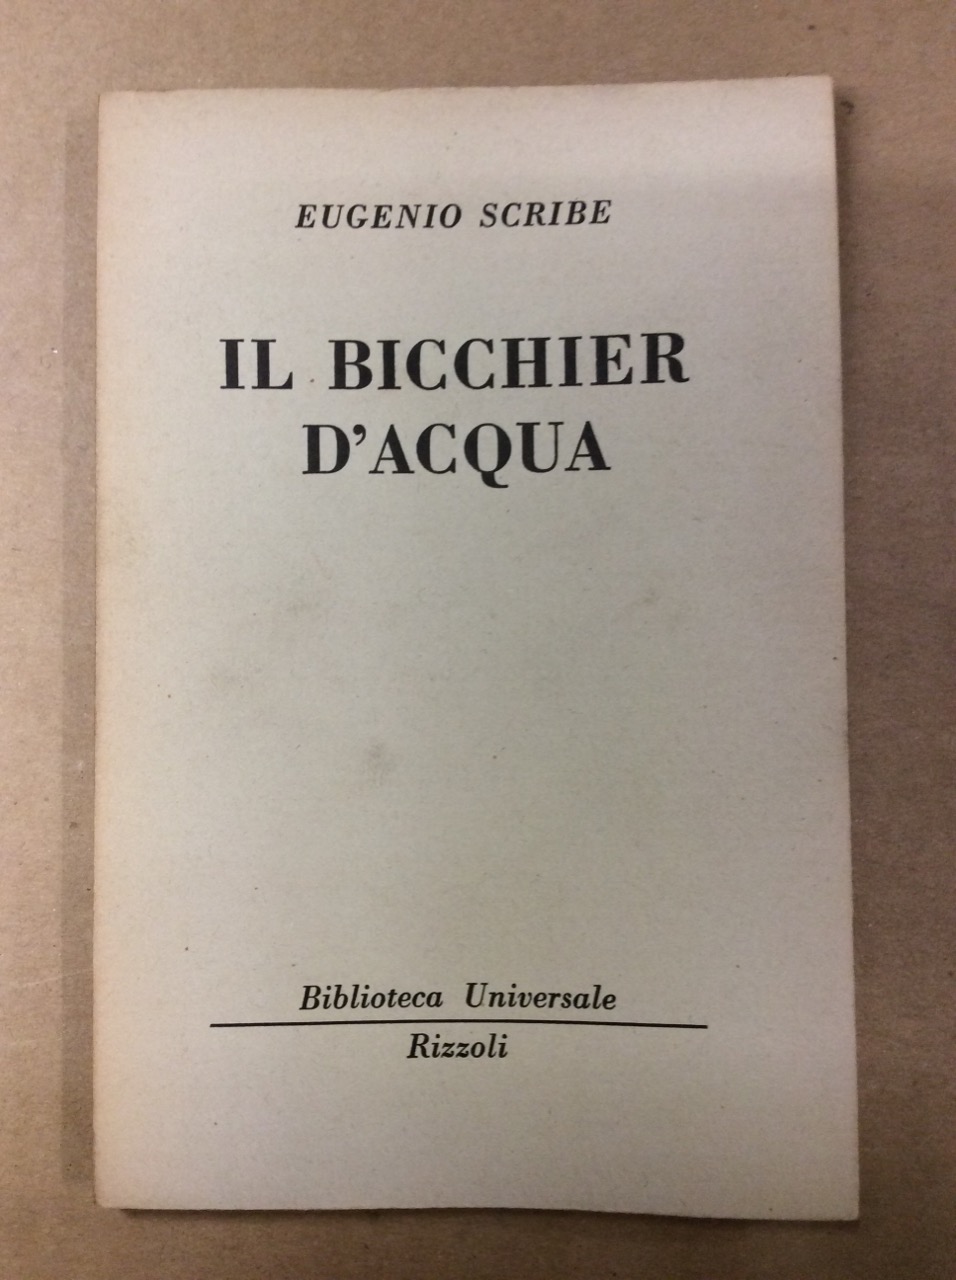 EUGENIO SCRIBE
IL BICCHIER
D'ACQUA
Biblioteca Universale
Rizzoli